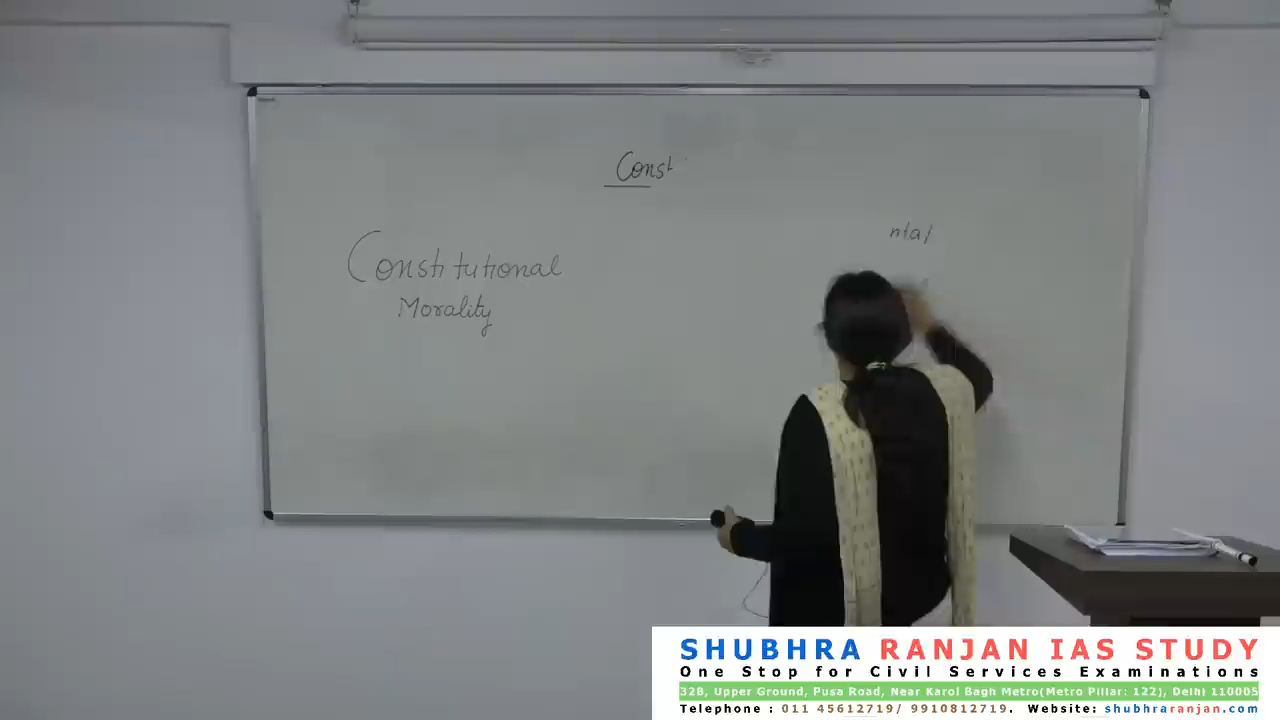 Const
ntal
Constitutional
Morality
SHUBHRA RANJAN IAS STUDY
One Stop for Civil Services Examinations
32B, Upper Ground, Pusa Road, Near Karol Bagh Metro(Metro Pillar: 122), Delhi 110005
Telephone : 011 45612719/ 9910812719. Website: shubhraranjan.com